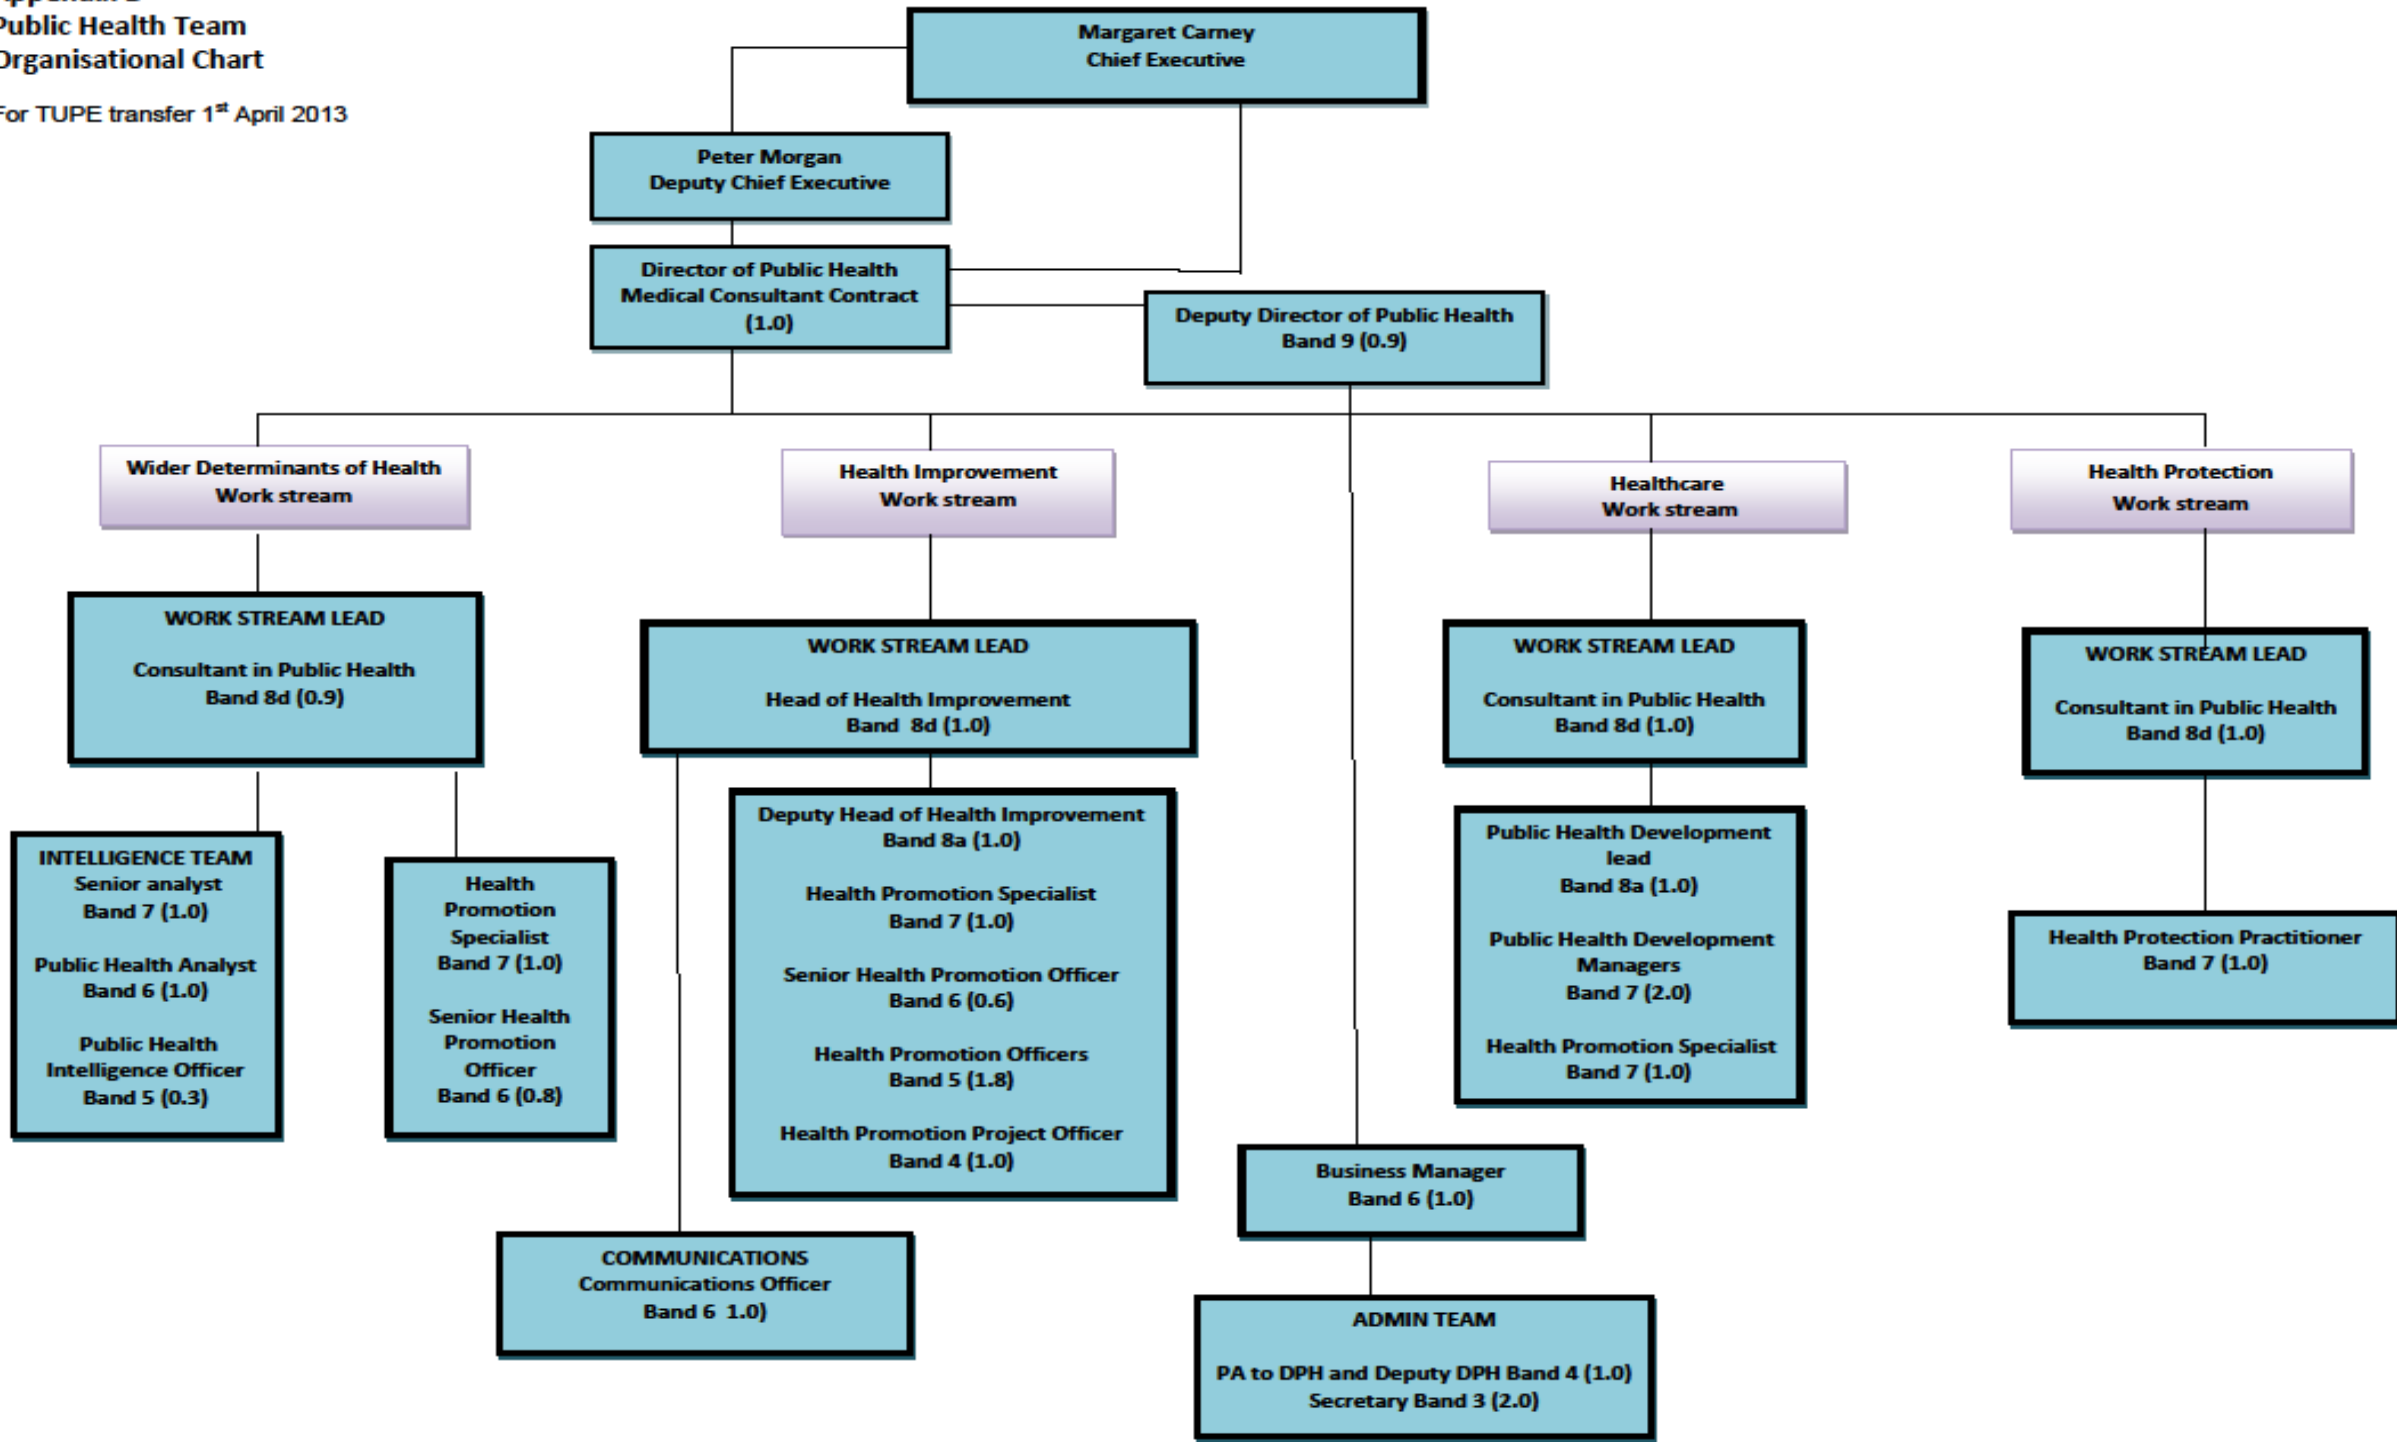 Public Health Team
Organisational Chart
For TUPE transfer 1st April 2013
Margaret Carney
Chief Executive
Peter Morgan
Deputy Chief Executive
Director of Public Health
Medical Consultant Contract
(1.0)
Deputy Director of Public Health
Band 9 (0.9)
Wider Determinants of Health
Work stream
Health Improvement
Work stream
Healthcare
Work stream
Health Protection
Work stream
WORK STREAM LEAD
Consultant in Public Health
Band 8d (0.9)
WORK STREAM LEAD
Head of Health Improvement
Band 8d (1.0)
WORK STREAM LEAD
Consultant in Public Health
Band 8d (1.0)
WORK STREAM LEAD
Consultant in Public Health
Band 8d (1.0)
INTELLIGENCE TEAM
Senior analyst
Band 7 (1.0)
Public Health Analyst
Band 6 (1.0)
Public Health
Intelligence Officer
Band 5 (0.3)
Health
Promotion
Specialist
Band 7 (1.0)
Senior Health
Promotion
Officer
Band 6 (0.8)
Deputy Head of Health Improvement
Band 8a (1.0)
Health Promotion Specialist
Band 7 (1.0)
Senior Health Promotion Officer
Band 6 (0.6)
Health Promotion Officers
Band 5 (1.8)
Health Promotion Project Officer
Band 4 (1.0)
Public Health Development
lead
Band 8a (1.0)
Public Health Development
Managers
Band 7 (2.0)
Health Promotion Specialist
Band 7 (1.0)
Health Protection Practitioner
Band 7 (1.0)
COMMUNICATIONS
Communications Officer
Band 6 1.0)
Business Manager
Band 6 (1.0)
ADMIN TEAM
PA to DPH and Deputy DPH Band 4 (1.0)
Secretary Band 3 (2.0)